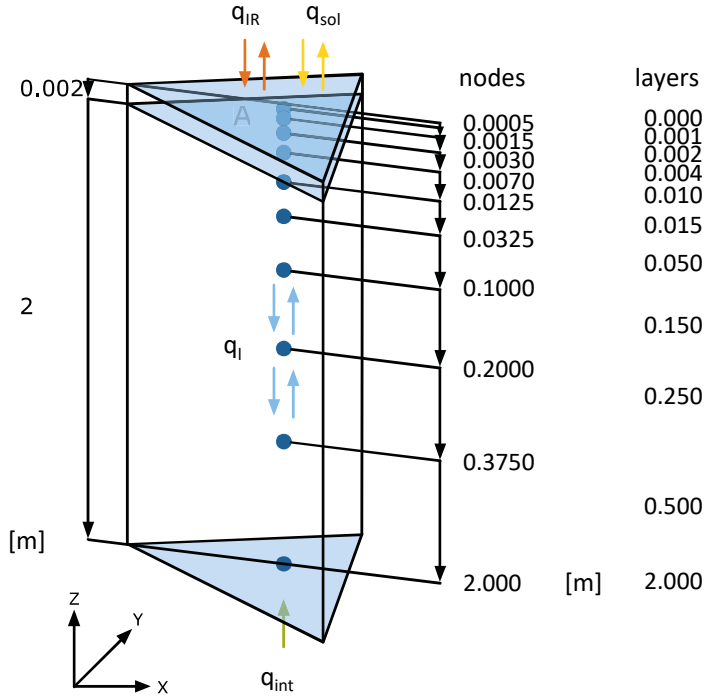 q_IR q_sol
nodes layers
0.002
A
0.0005 0.000
0.0015 0.001
0.0030 0.002
0.0070 0.004
0.0125 0.010
0.0325 0.015
0.1000 0.050
2
0.150
q_l
0.2000
0.250
0.3750
0.500
[m]
2.000 [m] 2.000
Z
Y
X
q_int